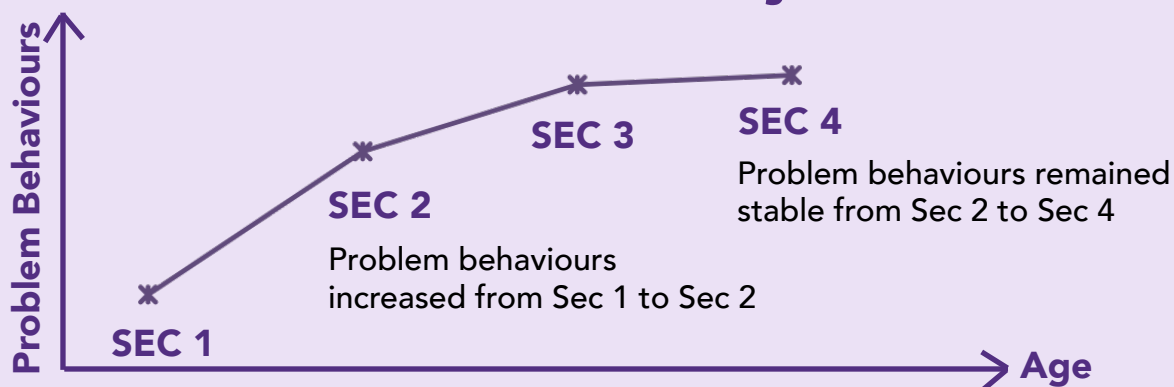 Problem Behaviours
SEC 1
SEC 2
Problem behaviours
increased from Sec 1 to Sec 2
SEC 3
SEC 4
Problem behaviours remained
stable from Sec 2 to Sec 4
Age